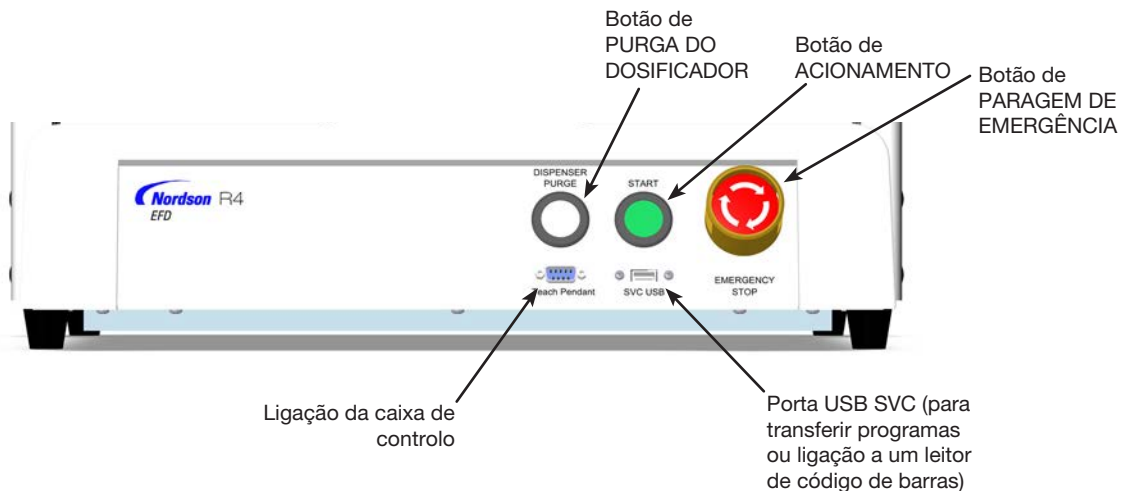 Botão de
PURGA DO
DOSIFICADOR
Botão de
ACIONAMENTO
Botão de
PARAGEM DE
EMERGÊNCIA
DISPENSER
PURGE
START
Nordson R4
EFD
Teach Pendant
SVC USB
EMERGENCY
STOP
Ligação da caixa de
controlo
Porta USB SVC (para
transferir programas
ou ligação a um leitor
de código de barras)